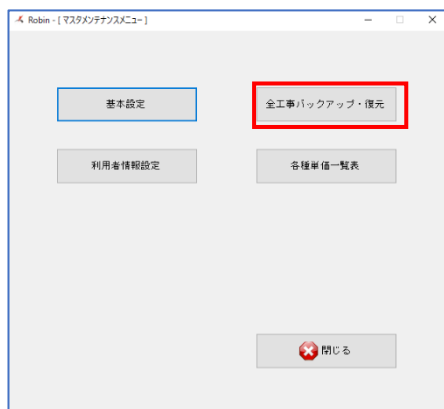 Robin - [ マスタメンテナンスメニュー ]
基本設定
全工事バックアップ・復元
利用者情報設定
各種単価一覧表
閉じる